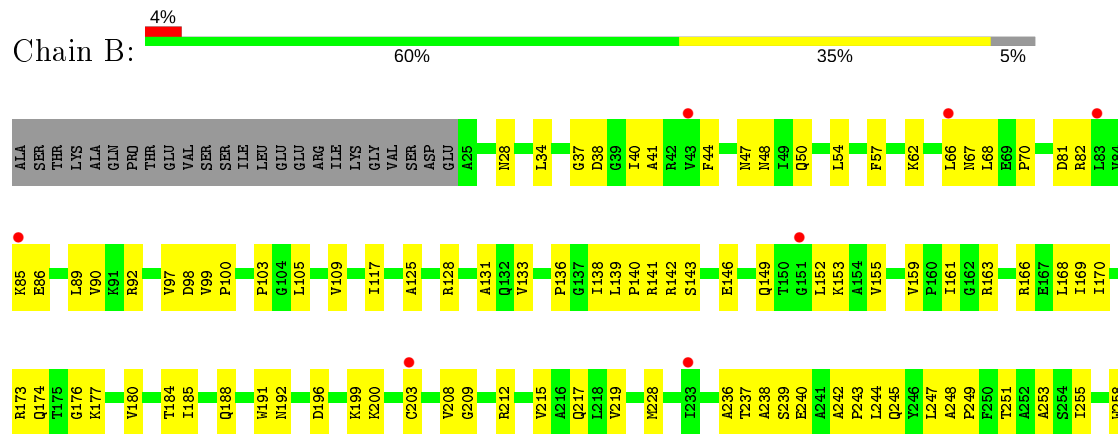 4%
Chain B:
60% 35% 5%
ALA SER THR LYS ALA GLN PRO THR GLU VAL SER SER ILE LEU GLU GLU ARG ILE LYS GLY VAL SER ASP GLU A25 N28 L34 G37 D38 G39 I40 A41 R42 V43 F44 N47 N48 I49 Q50 L54 F57 K62 L66 N67 L68 E69 P70 D81 R82 L83
K85 E86 L89 V90 K91 R92 V97 D98 V99 P100 P103 G104 L105 V109 I117 A125 R128 A131 Q132 V133 P136 G137 I138 L139 P140 R141 R142 S143 E146 Q149 T150 G151 L152 K153 A154 V155 V159 P160 I161 G162 R163 R166 E167 L168 I169 I170
R173 Q174 T175 G176 K177 V180 T184 I185 Q188 W191 N192 D196 K199 K200 C203 V208 G209 R212 V215 A216 Q217 L218 V219 M228 I233 A236 T237 A238 S239 E240 A241 A242 P243 L244 Q245 Y246 L247 A248 P249 F250 T251 A252 A253 S254 I255